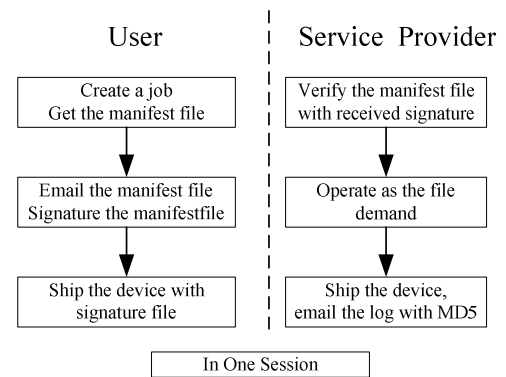 User
Create a job
Get the manifest file
Email the manifest file
Signature the manifestfile
Ship the device with
signature file
Service Provider
Verify the manifest file
with received signature
Operate as the file
demand
Ship the device,
email the log with MD5
In One Session